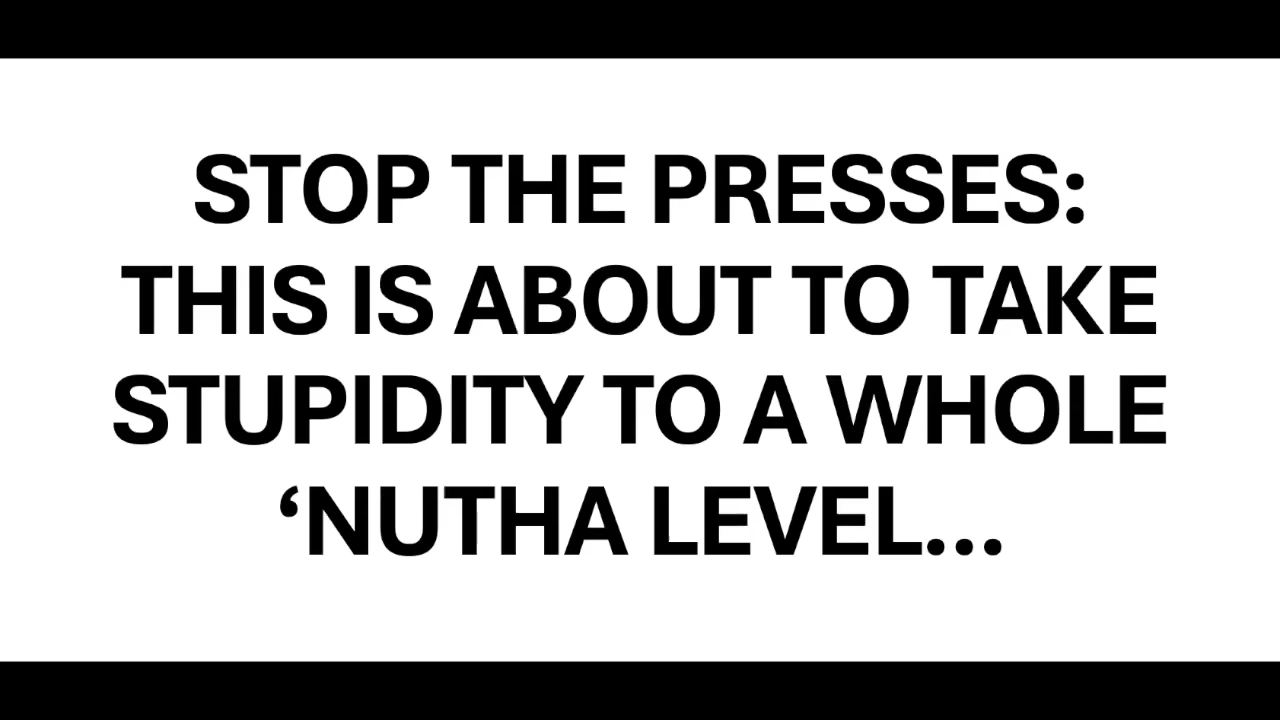 STOP THE PRESSES:
THIS IS ABOUT TO TAKE
STUPIDITY TO A WHOLE
‘NUTHA LEVEL...